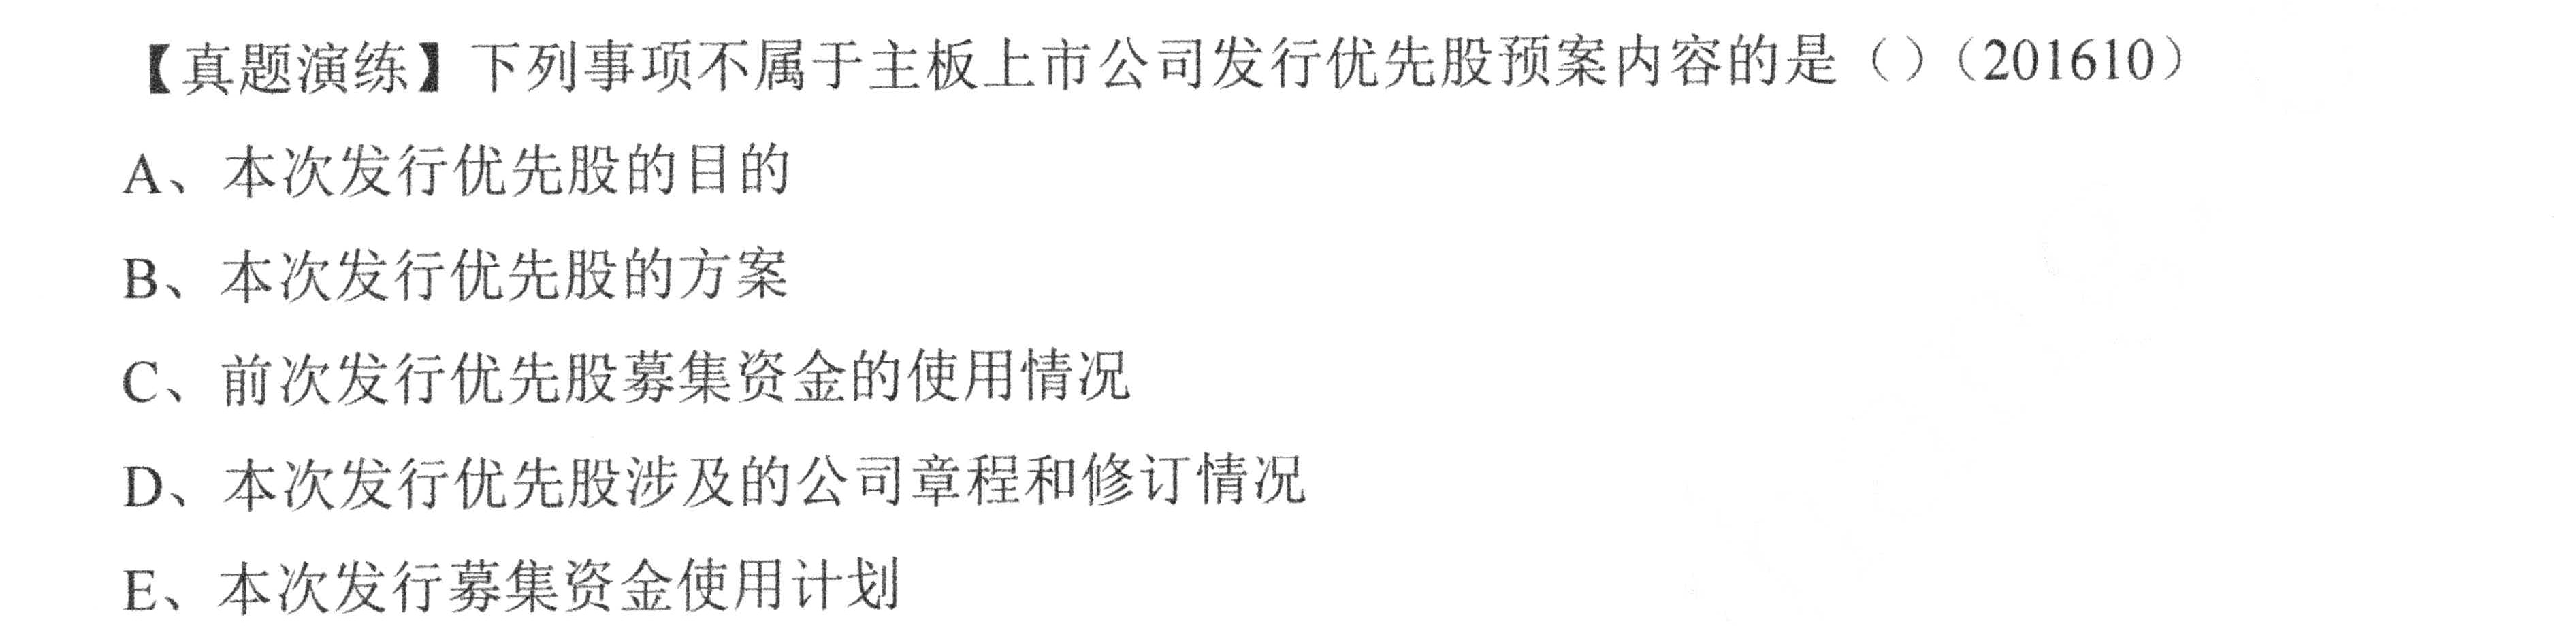 【真题演练】下列事项不属于主板上市公司发行优先股预案内容的是（）（201610）
A、本次发行优先股的目的
B、本次发行优先股的方案
C、前次发行优先股募集资金的使用情况
D、本次发行优先股涉及的公司章程和修订情况
E、本次发行募集资金使用计划